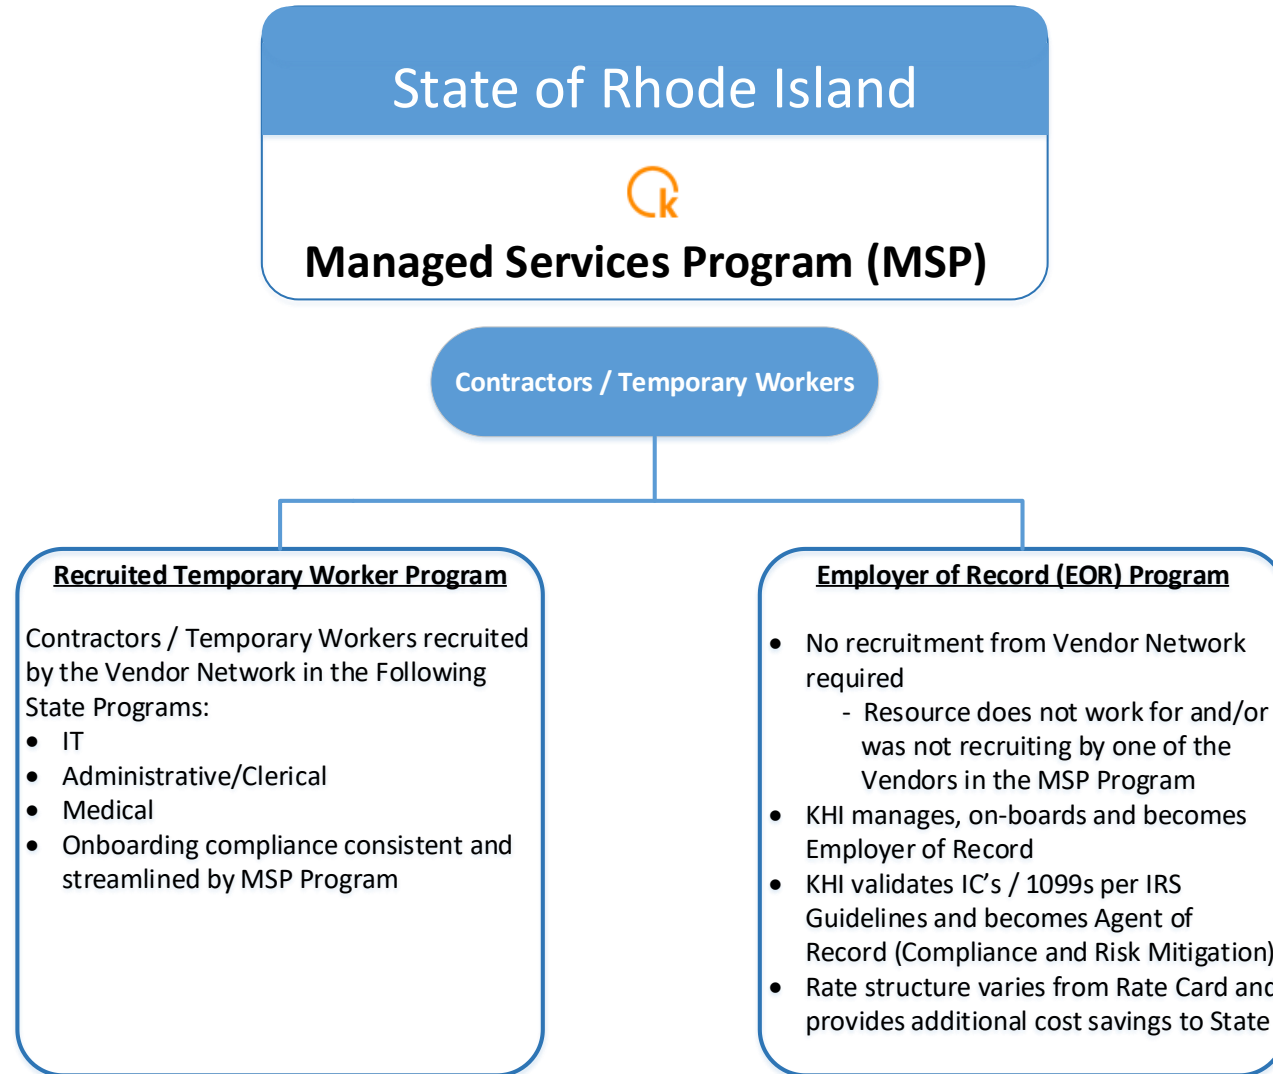 State of Rhode Island
k
Managed Services Program (MSP)
Contractors / Temporary Workers
Recruited Temporary Worker Program
Contractors / Temporary Workers recruited
by the Vendor Network in the Following
State Programs:
• IT
• Administrative/Clerical
• Medical
• Onboarding compliance consistent and
streamlined by MSP Program
Employer of Record (EOR) Program
• No recruitment from Vendor Network
required
- Resource does not work for and/or
was not recruiting by one of the
Vendors in the MSP Program
• KHI manages, on-boards and becomes
Employer of Record
• KHI validates IC's / 1099s per IRS
Guidelines and becomes Agent of
Record (Compliance and Risk Mitigation)
• Rate structure varies from Rate Card and
provides additional cost savings to State